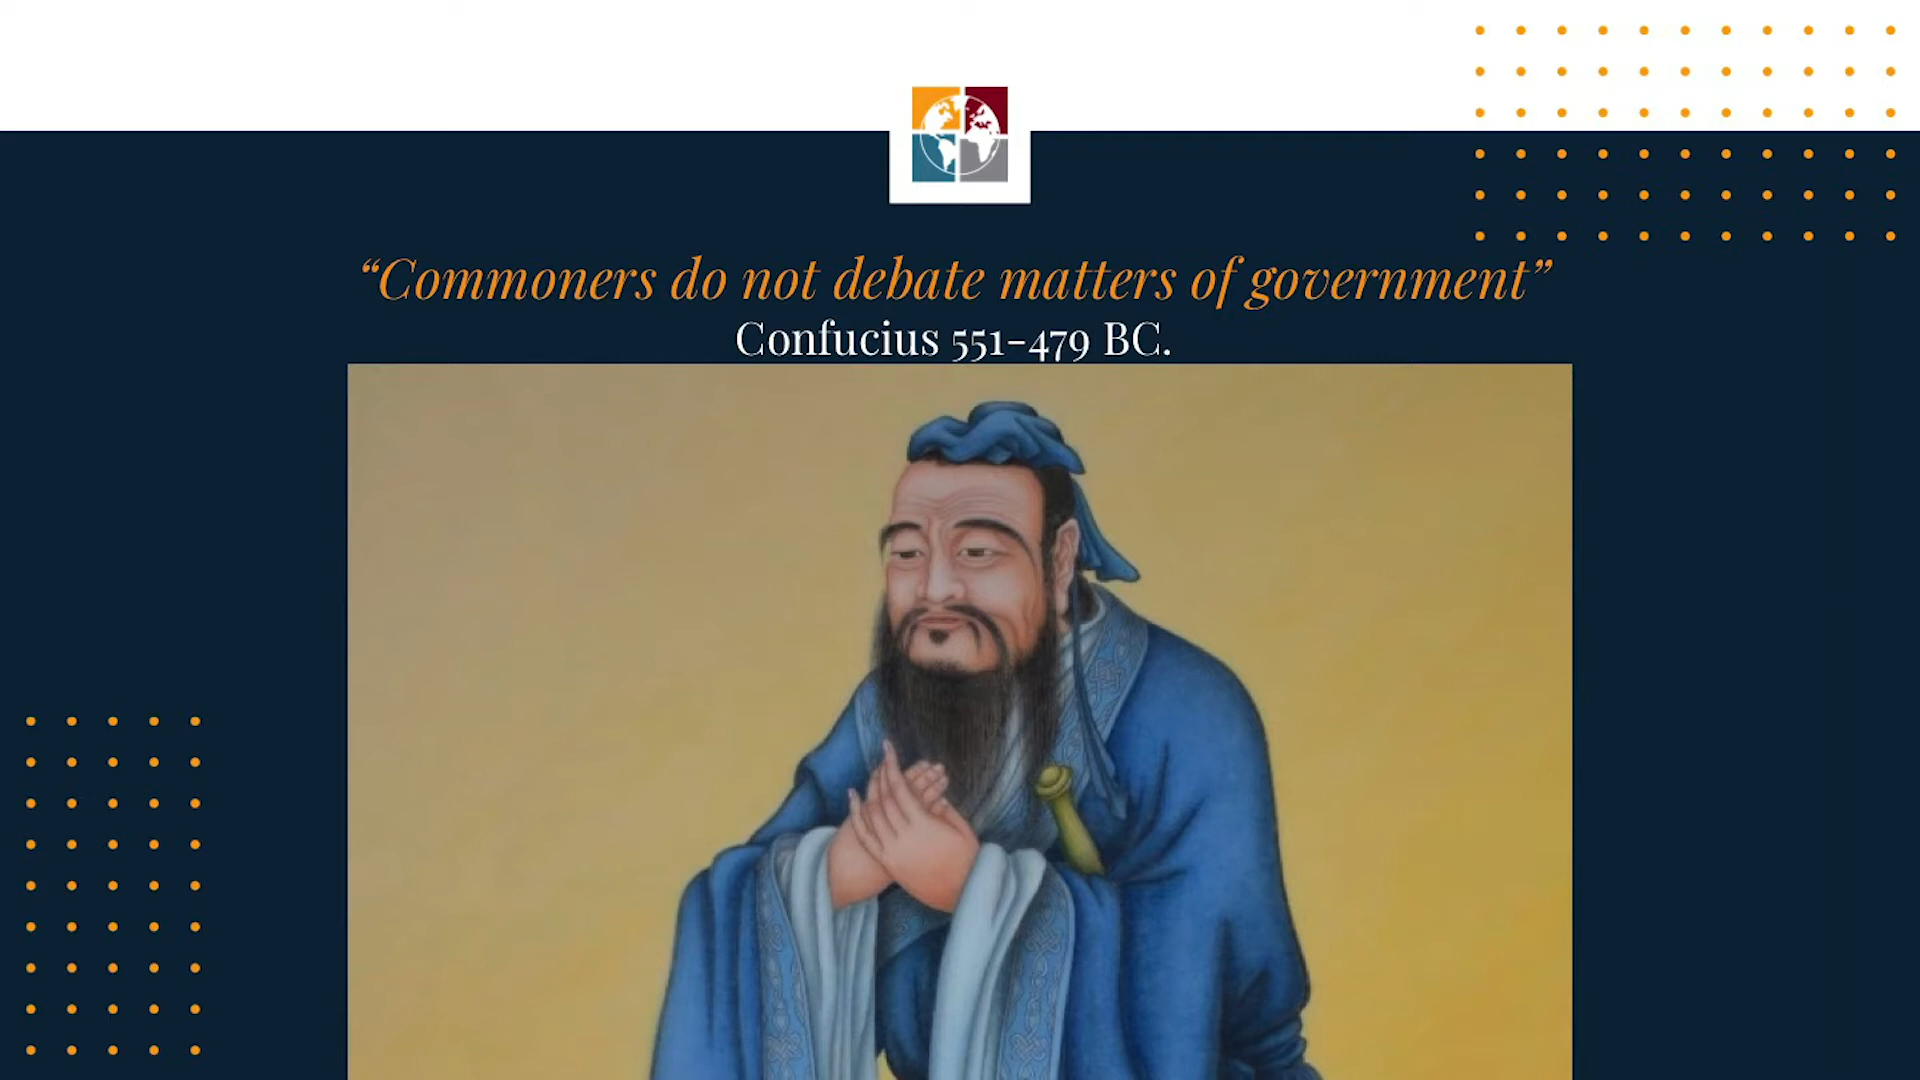 “Commoners do not debate matters of government”
Confucius 551-479 BC.